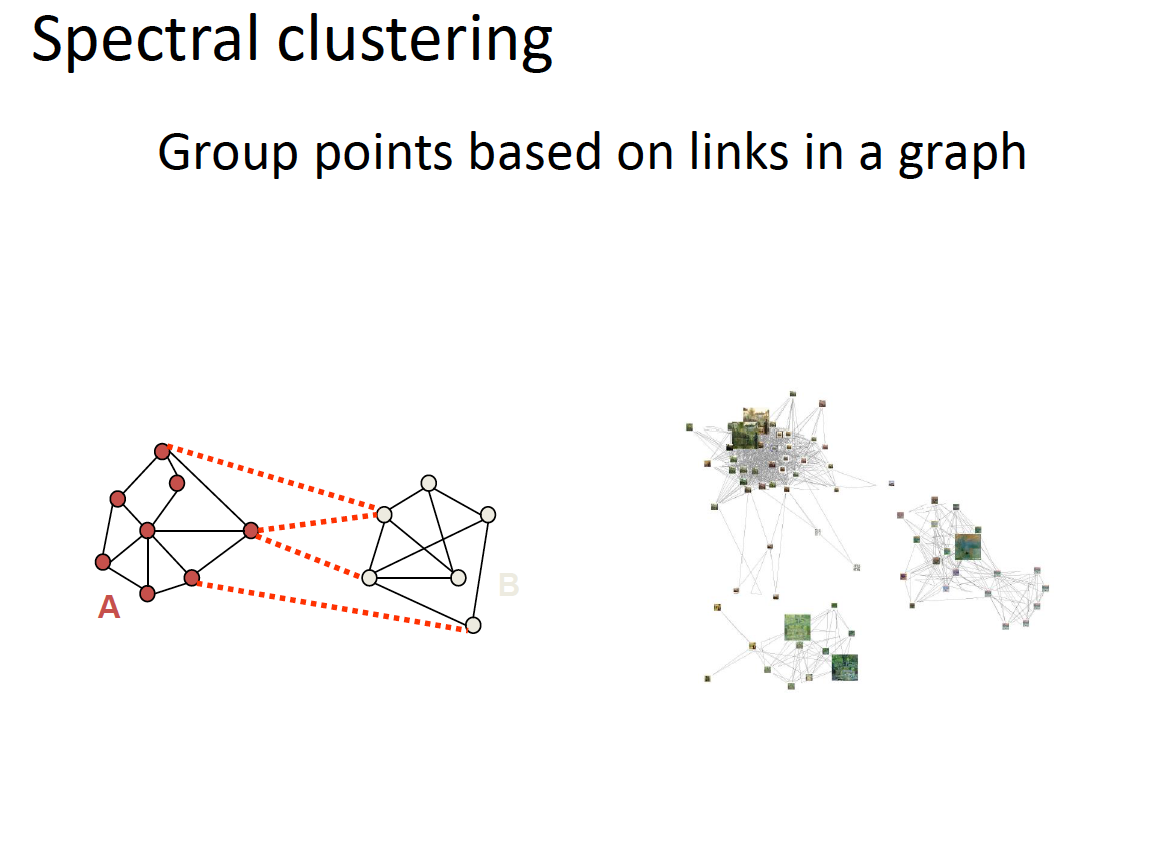 Spectral clustering
Group points based on links in a graph
A
B